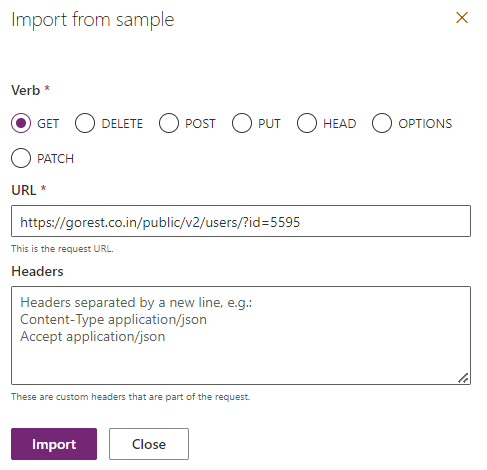 Import from sample
Verb *
GET DELETE POST PUT HEAD OPTIONS
PATCH
URL *
https://gorest.co.in/public/v2/users/?id=5595
This is the request URL.
Headers
Headers separated by a new line, e.g.:
Content-Type application/json
Accept application/json
These are custom headers that are part of the request.
Import Close